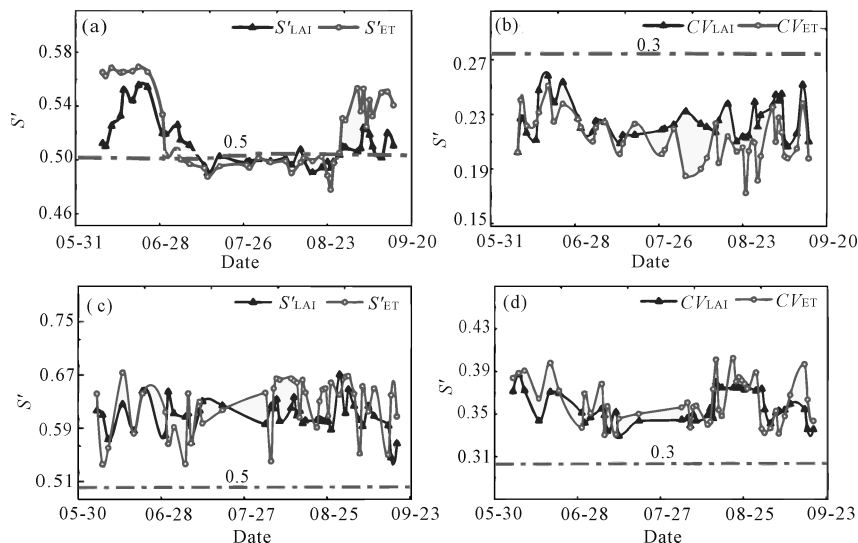 (a)
S'LAI S'ET
0.58
0.54
0.50
0.46
S'
0.5
05-31 06-28 07-26 08-23 09-20
Date
(b)
CVLAI CVET
0.3
0.27
0.23
0.19
0.15
S'
05-31 06-28 07-26 08-23 09-20
Date
(c)
S'LAI S'ET
0.75
0.67
0.59
0.51
S'
0.5
05-30 06-28 07-27 08-25 09-23
Date
(d)
CVLAI CVET
0.43
0.39
0.35
0.31
S'
0.3
05-30 06-28 07-27 08-25 09-23
Date